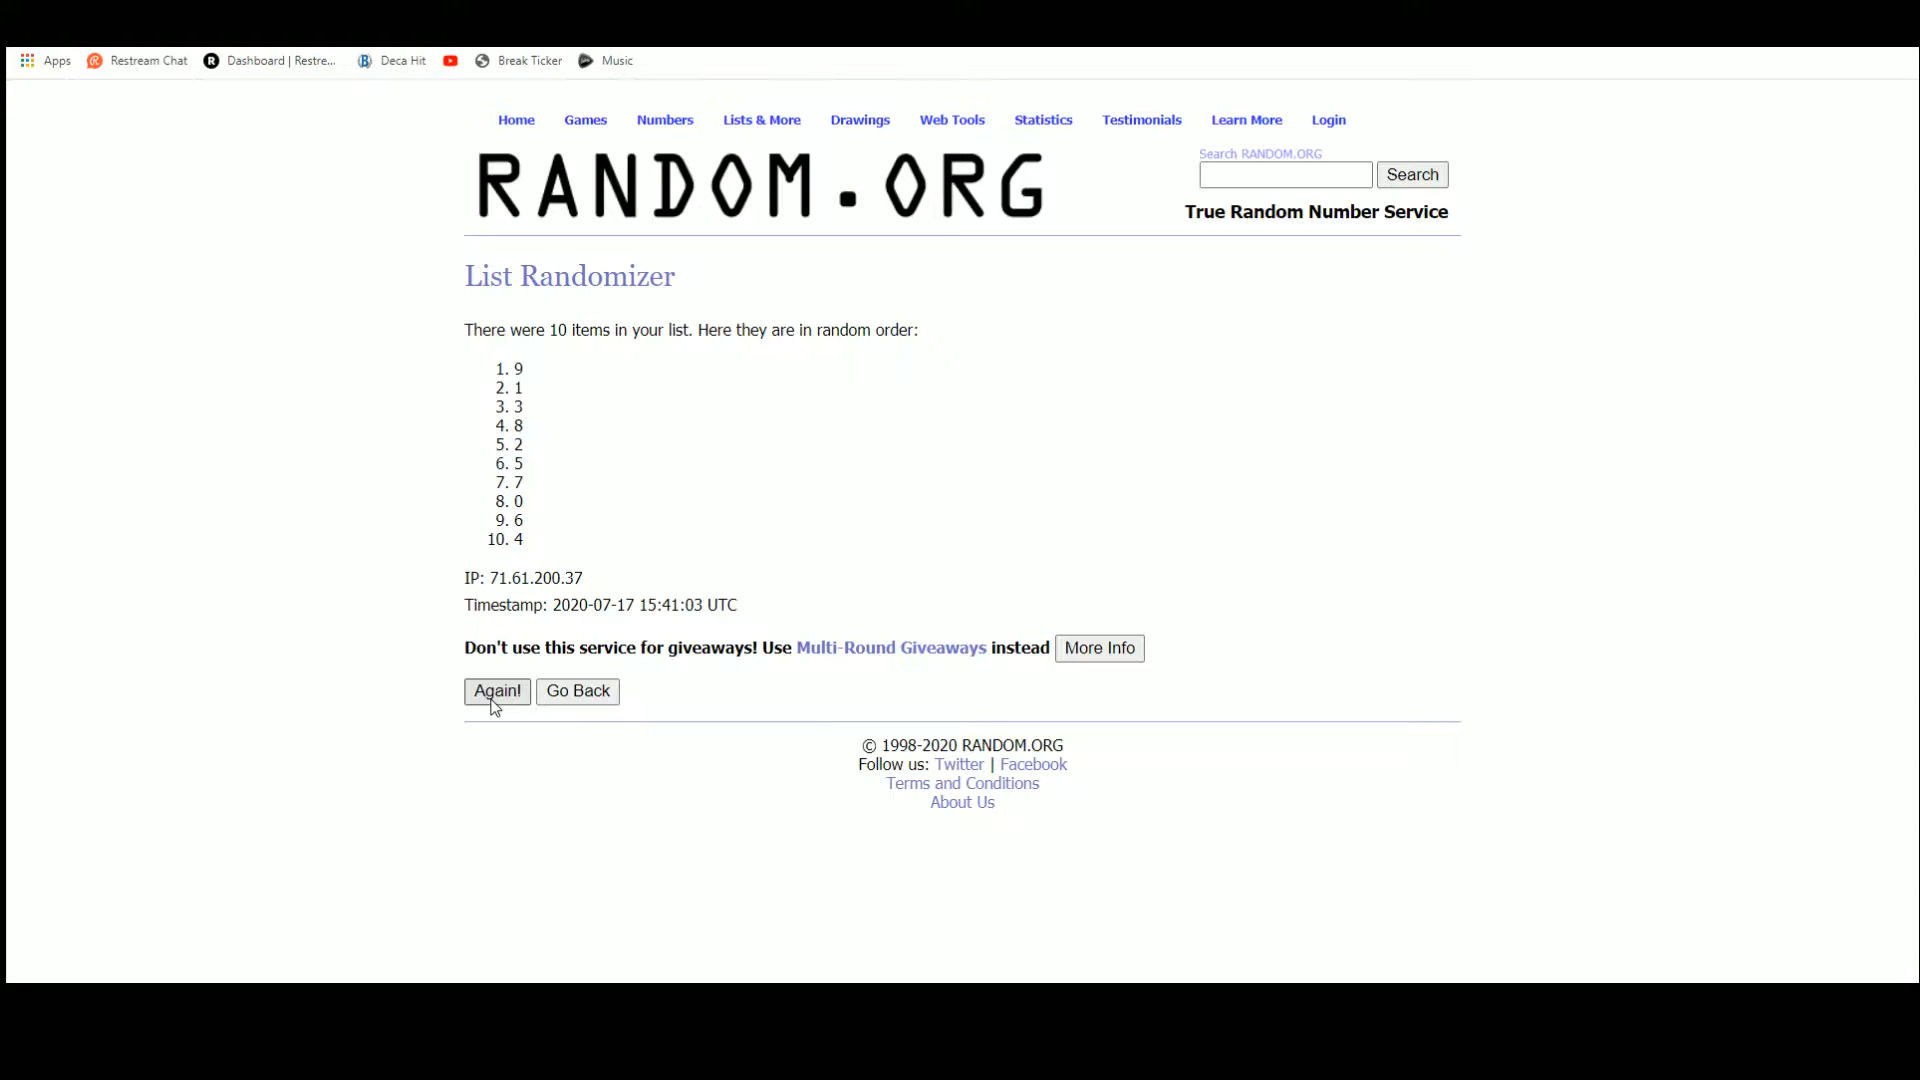 Apps Restream Chat Dashboard | Restre... Deca Hit Break Ticker Music
Home Games Numbers Lists & More Drawings Web Tools Statistics Testimonials Learn More Login
RANDOM.ORG
Search RANDOM.ORG
Search
True Random Number Service
List Randomizer
There were 10 items in your list. Here they are in random order:
1. 9
2. 1
3. 3
4. 8
5. 2
6. 5
7. 7
8. 0
9. 6
10. 4
IP: 71.61.200.37
Timestamp: 2020-07-17 15:41:03 UTC
Don't use this service for giveaways! Use Multi-Round Giveaways instead More Info
Again! Go Back
© 1998-2020 RANDOM.ORG
Follow us: Twitter | Facebook
Terms and Conditions
About Us